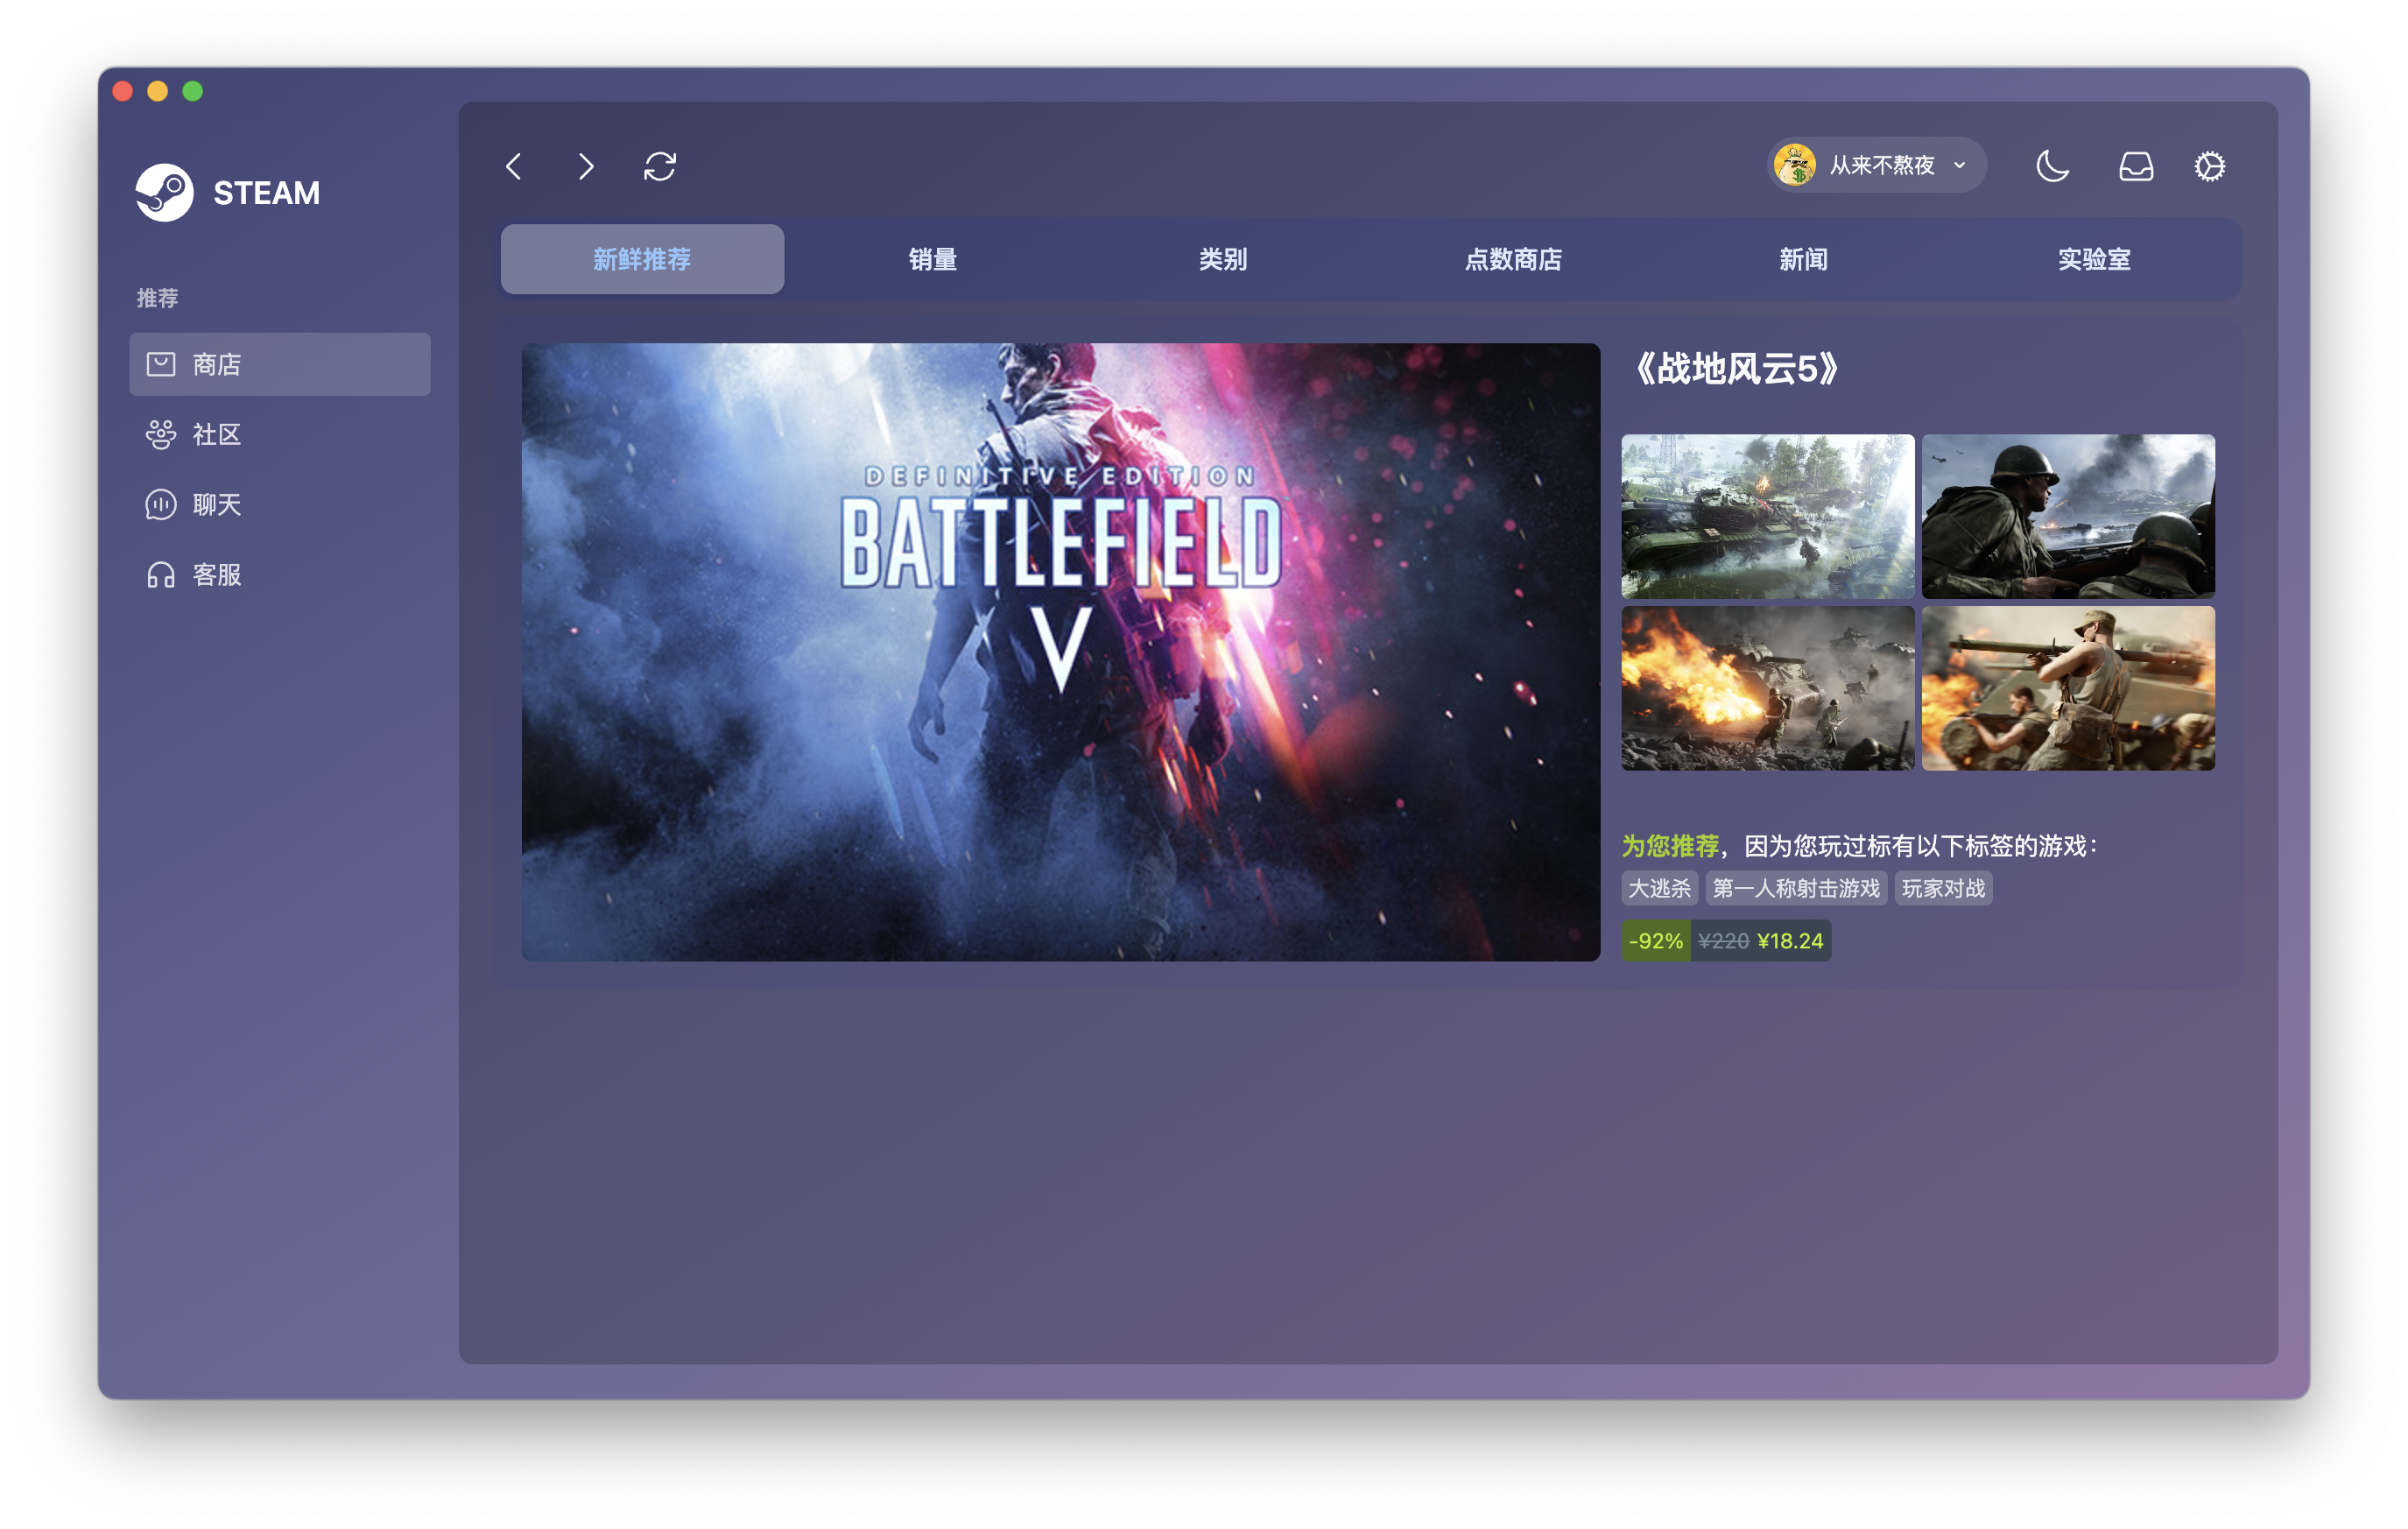 STEAM
推荐
商店
社区
聊天
客服
从来不熬夜
新鲜推荐
销量
类别
点数商店
新闻
实验室
DEFINITIVE EDITION
BATTLEFIELD
V
《战地风云5》
为您推荐，因为您玩过标有以下标签的游戏：
大逃杀 第一人称射击游戏 玩家对战
-92% ¥220 ¥18.24